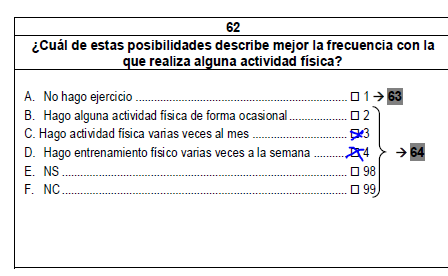 62
¿Cuál de estas posibilidades describe mejor la frecuencia con la
que realiza alguna actividad física?
A. No hago ejercicio ........................................................ □ 1 → 63
B. Hago alguna actividad física de forma ocasional ................ □ 2
C. Hago actividad física varias veces al mes ............................ □ 3
D. Hago entrenamiento físico varias veces a la semana .......... □ 4 → 64
E. NS ................................................................................ □ 98
F. NC ................................................................................ □ 99